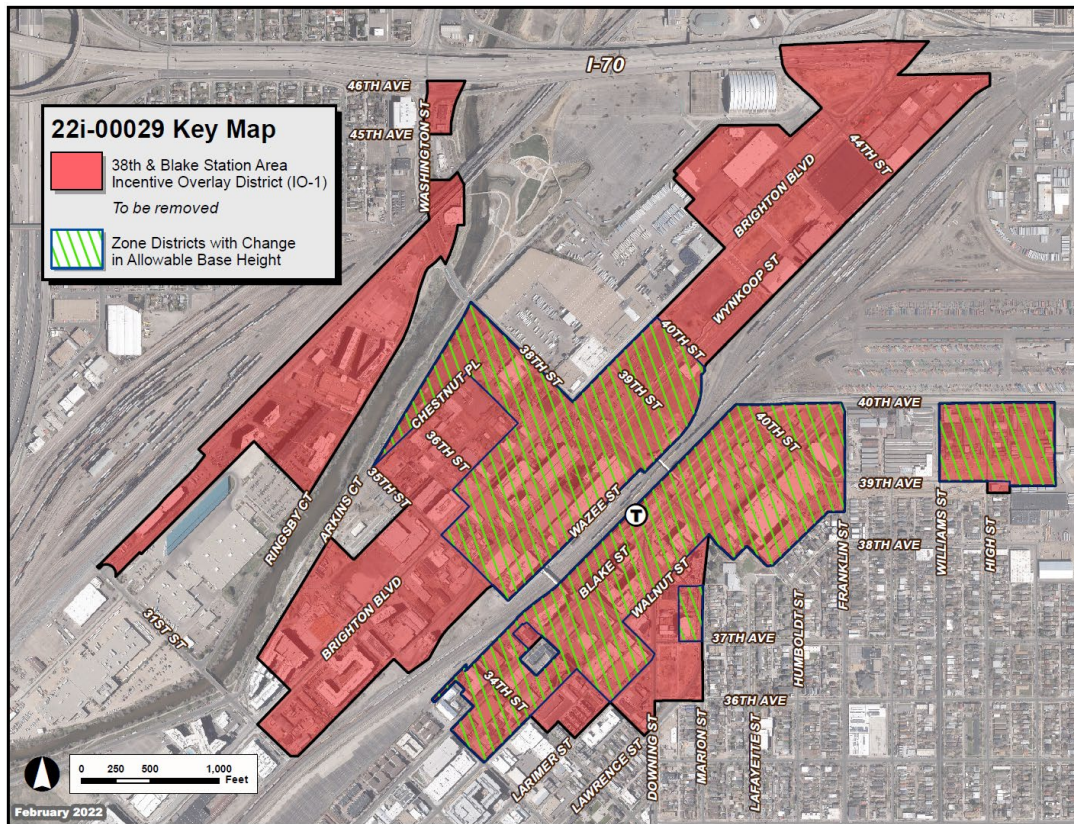 I-70
46TH AVE
45TH AVE
WASHINGTON ST
22i-00029 Key Map
38th & Blake Station Area
Incentive Overlay District (IO-1)
To be removed
Zone Districts with Change
in Allowable Base Height
44TH ST
BRIGHTON BLVD
WYNKOOP ST
40TH ST
38TH ST
39TH ST
CHESTNUT PL
36TH ST
35TH ST
40TH AVE
40TH ST
39TH AVE
38TH AVE
WAZEE ST
T
RINGSBY CT
ARKINS CT
BLAKE ST
WALNUT ST
FRANKLIN ST
WILLIAMS ST
HIGH ST
HUMBOLDT ST
31ST ST
BRIGHTON BLVD
37TH AVE
34TH ST
36TH AVE
LARIMER ST
LAWRENCE ST
DOWNING ST
MARION ST
LAFAYETTE ST
0 250 500 1,000
Feet
February 2022